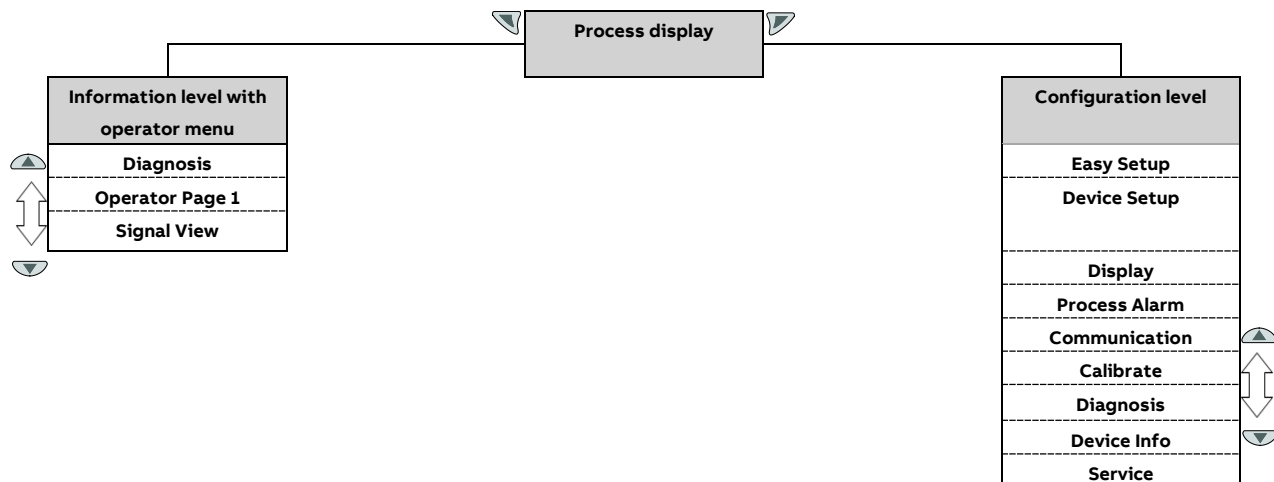 Process display
Information level with
operator menu
Diagnosis
Operator Page 1
Signal View
Configuration level
Easy Setup
Device Setup
Display
Process Alarm
Communication
Calibrate
Diagnosis
Device Info
Service